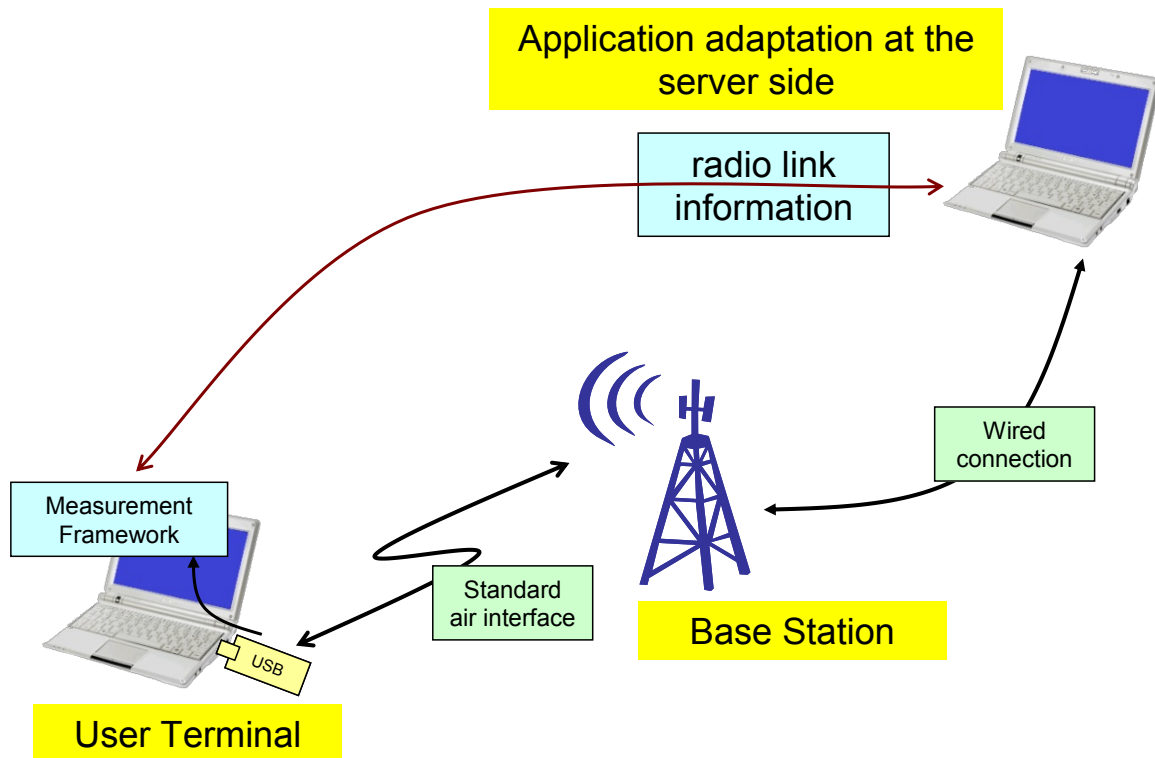 Application adaptation at the
server side
radio link
information
Wired
connection
Measurement
Framework
Standard
air interface
USB
Base Station
User Terminal